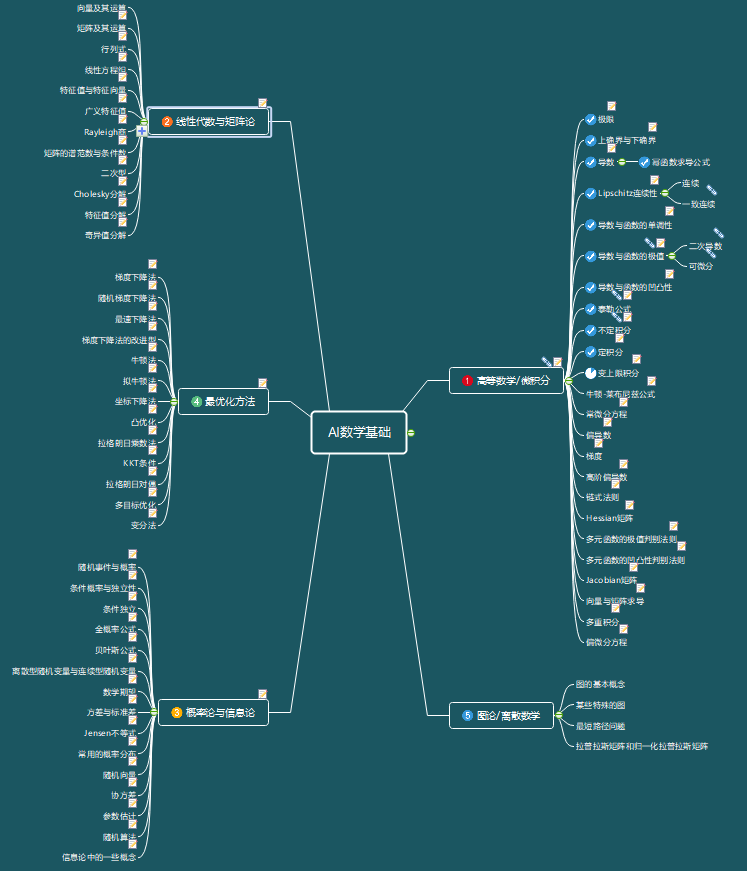 AI数学基础
1 高等数学/微积分
极限
上确界与下确界
导数
幂函数求导公式
Lipschitz连续性
连续
一致连续
导数与函数的单调性
导数与函数的极值
二次导数
可微分
导数与函数的凹凸性
泰勒公式
不定积分
定积分
变上限积分
牛顿-莱布尼兹公式
常微分方程
偏导数
梯度
高阶偏导数
链式法则
Hessian矩阵
多元函数的极值判别法则
多元函数的凹凸性判别法则
Jacobian矩阵
向量与矩阵求导
多重积分
偏微分方程
2 线性代数与矩阵论
向量及其运算
矩阵及其运算
行列式
线性方程组
特征值与特征向量
广义特征值
Rayleigh商
矩阵的谱范数与条件数
二次型
Cholesky分解
特征值分解
奇异值分解
3 概率论与信息论
随机事件与概率
条件概率与独立性
条件独立
全概率公式
贝叶斯公式
离散型随机变量与连续型随机变量
数学期望
方差与标准差
Jensen不等式
常用的概率分布
随机向量
协方差
参数估计
随机算法
信息论中的一些概念
4 最优化方法
梯度下降法
随机梯度下降法
最速下降法
梯度下降法的改进型
牛顿法
拟牛顿法
坐标下降法
凸优化
拉格朗日乘数法
KKT条件
拉格朗日对偶
多目标优化
变分法
5 图论/离散数学
图的基本概念
某些特殊的图
最短路径问题
拉普拉斯矩阵和归一化拉普拉斯矩阵